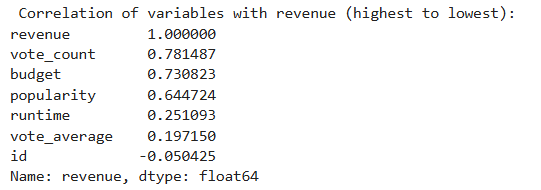 Correlation of variables with revenue (highest to lowest):
revenue 1.000000
vote_count 0.781487
budget 0.730823
popularity 0.644724
runtime 0.251093
vote_average 0.197150
id -0.050425
Name: revenue, dtype: float64